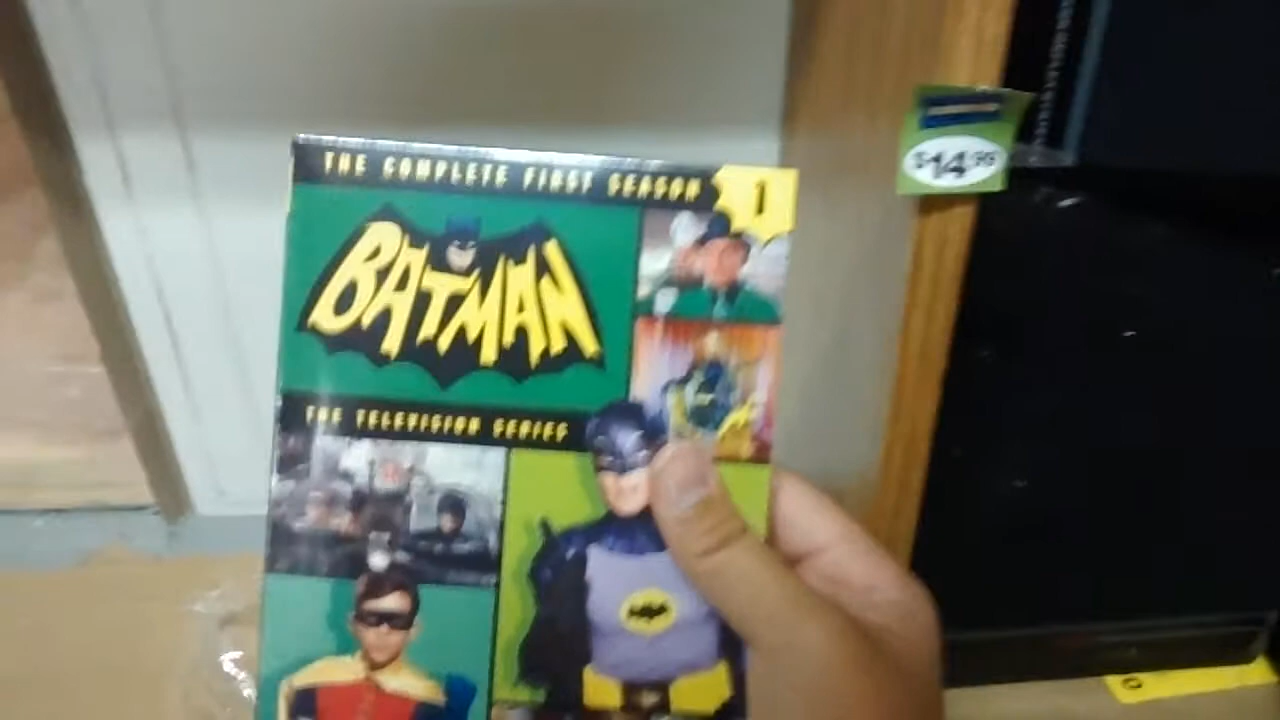 THE COMPLETE FIRST SEASON
1
BATMAN
THE TELEVISION SERIES
$14.99